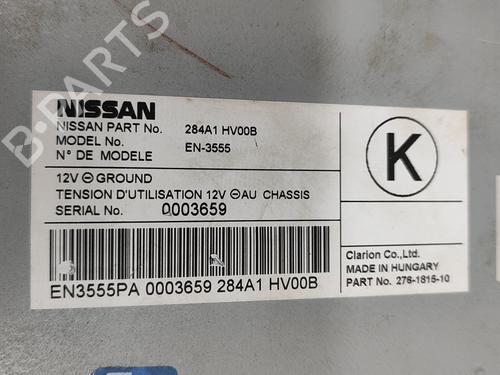 B-PARTS
NISSAN
NISSAN PART No. 284A1 HV00B
MODEL No. EN-3555
N° DE MODELE
12V ⊖ GROUND
TENSION D'UTILISATION 12V ⊖ AU CHASSIS
SERIAL No. 0003659
EN3555PA 0003659 284A1 HV00B
K
Clarion Co.,Ltd.
MADE IN HUNGARY
PART No. 276-1815-10